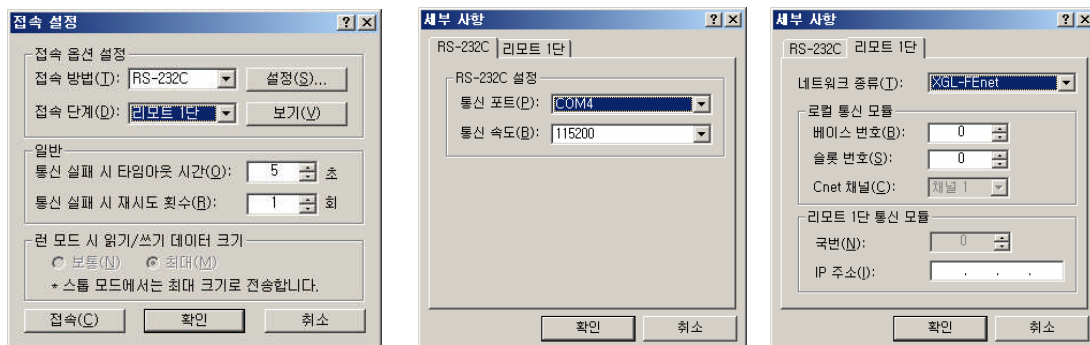 접속 설정
접속 옵션 설정
접속 방법(T): RS-232C 설정(S)...
접속 단계(D): 리모트 1단 보기(V)
일반
통신 실패 시 타임아웃 시간(O): 5 초
통신 실패 시 재시도 횟수(R): 1 회
런 모드 시 읽기/쓰기 데이터 크기
보통(N) 최대(M)
* 스톱 모드에서는 최대 크기로 전송합니다.
접속(C) 확인 취소
세부 사항
RS-232C 리모트 1단
RS-232C 설정
통신 포트(P): COM4
통신 속도(B): 115200
확인 취소
세부 사항
RS-232C 리모트 1단
네트워크 종류(T): XGL-FEnet
로컬 통신 모듈
베이스 번호(B): 0
슬롯 번호(S): 0
Cnet 채널(C): 채널 1
리모트 1단 통신 모듈
국번(N): 0
IP 주소(I): . . .
확인 취소